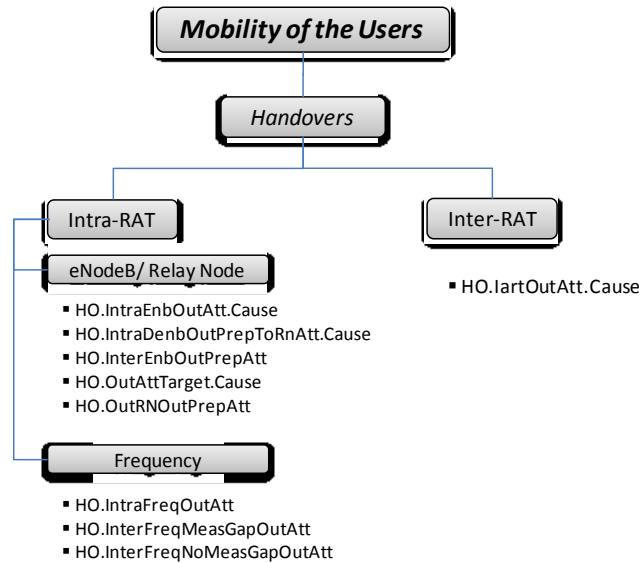 Mobility of the Users
Handovers
Intra-RAT
Inter-RAT
eNodeB/ Relay Node
▪ HO.IartOutAtt.Cause
▪ HO.IntraEnbOutAtt.Cause
▪ HO.IntraDenbOutPrepToRnAtt.Cause
▪ HO.InterEnbOutPrepAtt
▪ HO.OutAttTarget.Cause
▪ HO.OutRNOutPrepAtt
Frequency
▪ HO.IntraFreqOutAtt
▪ HO.InterFreqMeasGapOutAtt
▪ HO.InterFreqNoMeasGapOutAtt